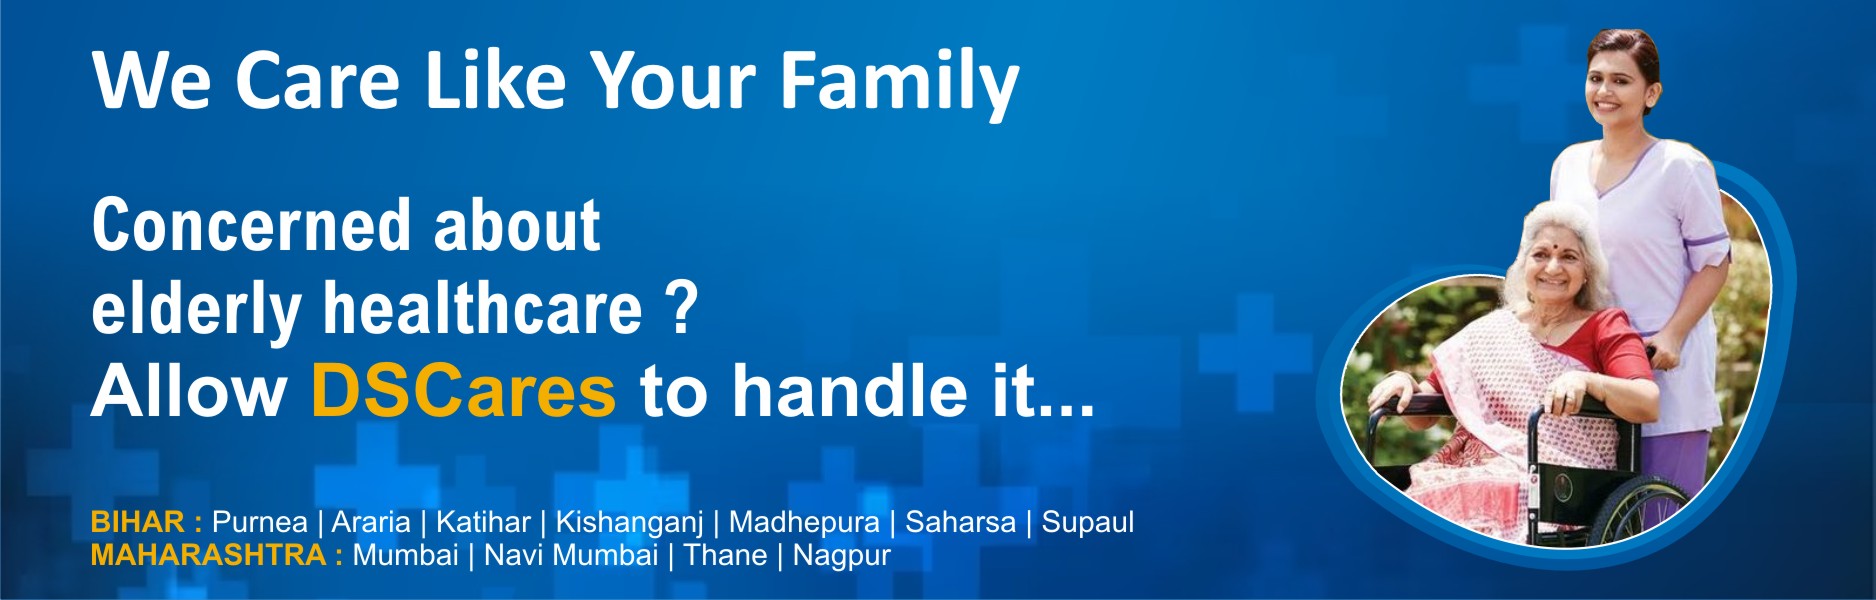 We Care Like Your Family
Concerned about
elderly healthcare ?
Allow DSCares to handle it...
BIHAR : Purnea | Araria | Katihar | Kishanganj | Madhepura | Saharsa | Supaul
MAHARASHTRA : Mumbai | Navi Mumbai | Thane | Nagpur